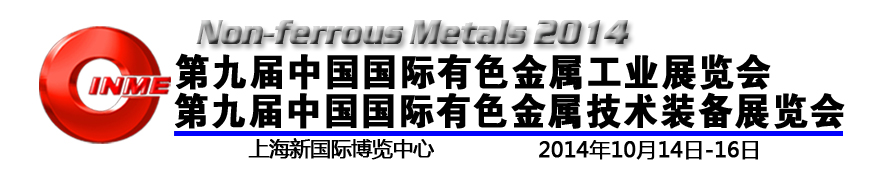 Non-ferrous Metals 2014
CINME
第九届中国国际有色金属工业展览会
第九届中国国际有色金属技术装备展览会
上海新国际博览中心 2014年10月14日-16日